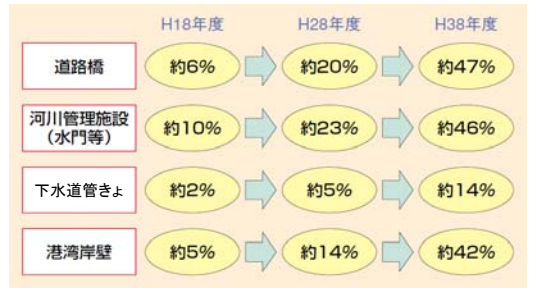 H18年度 H28年度 H38年度
道路橋 約6% 約20% 約47%
河川管理施設
(水門等) 約10% 約23% 約46%
下水道管きょ 約2% 約5% 約14%
港湾岸壁 約5% 約14% 約42%